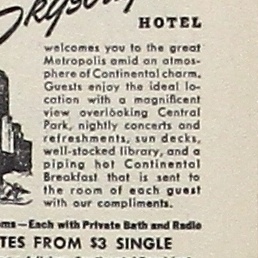 HOTEL
welcomes you to the great
Metropolis amid an atmos-
phere of Continental charm.
Guests enjoy the ideal lo-
cation with a magnificent
view overlooking Central
Park, nightly concerts and
refreshments, sun decks,
well-stocked library, and a
piping hot Continental
Breakfast that is sent to
the room of each guest
with our compliments.
oms—Each with Private Bath and Radio
TES FROM $3 SINGLE